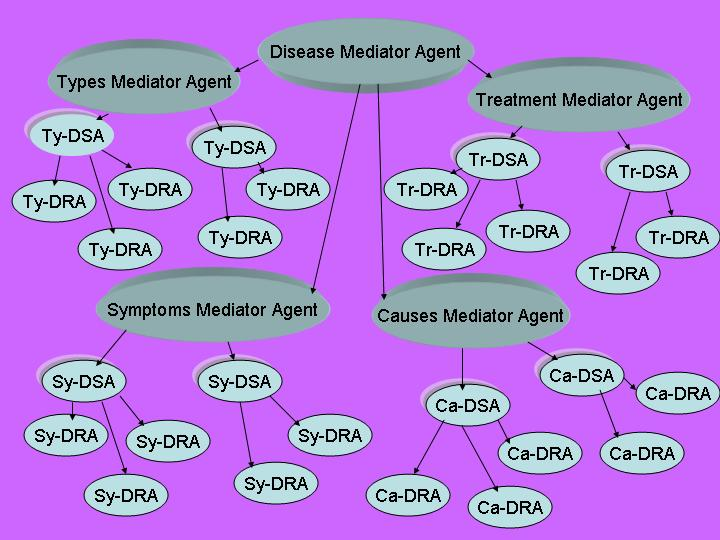 Disease Mediator Agent
Types Mediator Agent
Treatment Mediator Agent
Ty-DSA
Ty-DSA
Tr-DSA
Tr-DSA
Ty-DRA
Ty-DRA
Ty-DRA
Ty-DRA
Ty-DRA
Tr-DRA
Tr-DRA
Tr-DRA
Tr-DRA
Tr-DRA
Symptoms Mediator Agent
Causes Mediator Agent
Sy-DSA
Sy-DSA
Ca-DSA
Ca-DSA
Sy-DRA
Sy-DRA
Sy-DRA
Sy-DRA
Sy-DRA
Ca-DRA
Ca-DRA
Ca-DRA
Ca-DRA
Ca-DRA